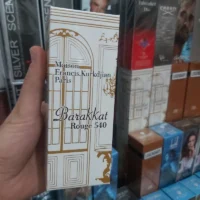 Maison
Francis Kurkdjian
Paris
Barakkat
Rouge 540
SILVER SCENT